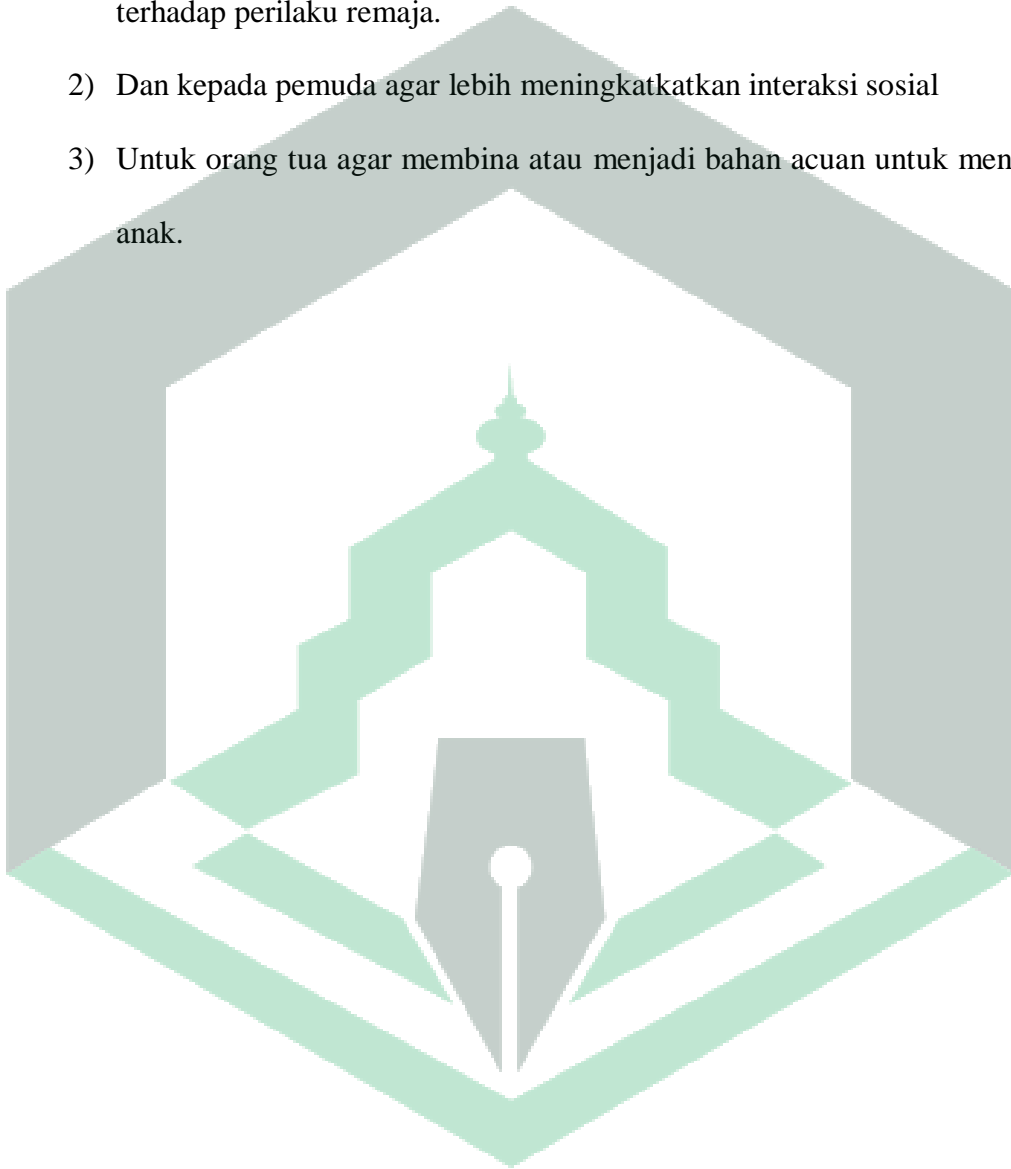 terhadap perilaku remaja.
2) Dan kepada pemuda agar lebih meningkatkatkan interaksi sosial
3) Untuk orang tua agar membina atau menjadi bahan acuan untuk men
anak.